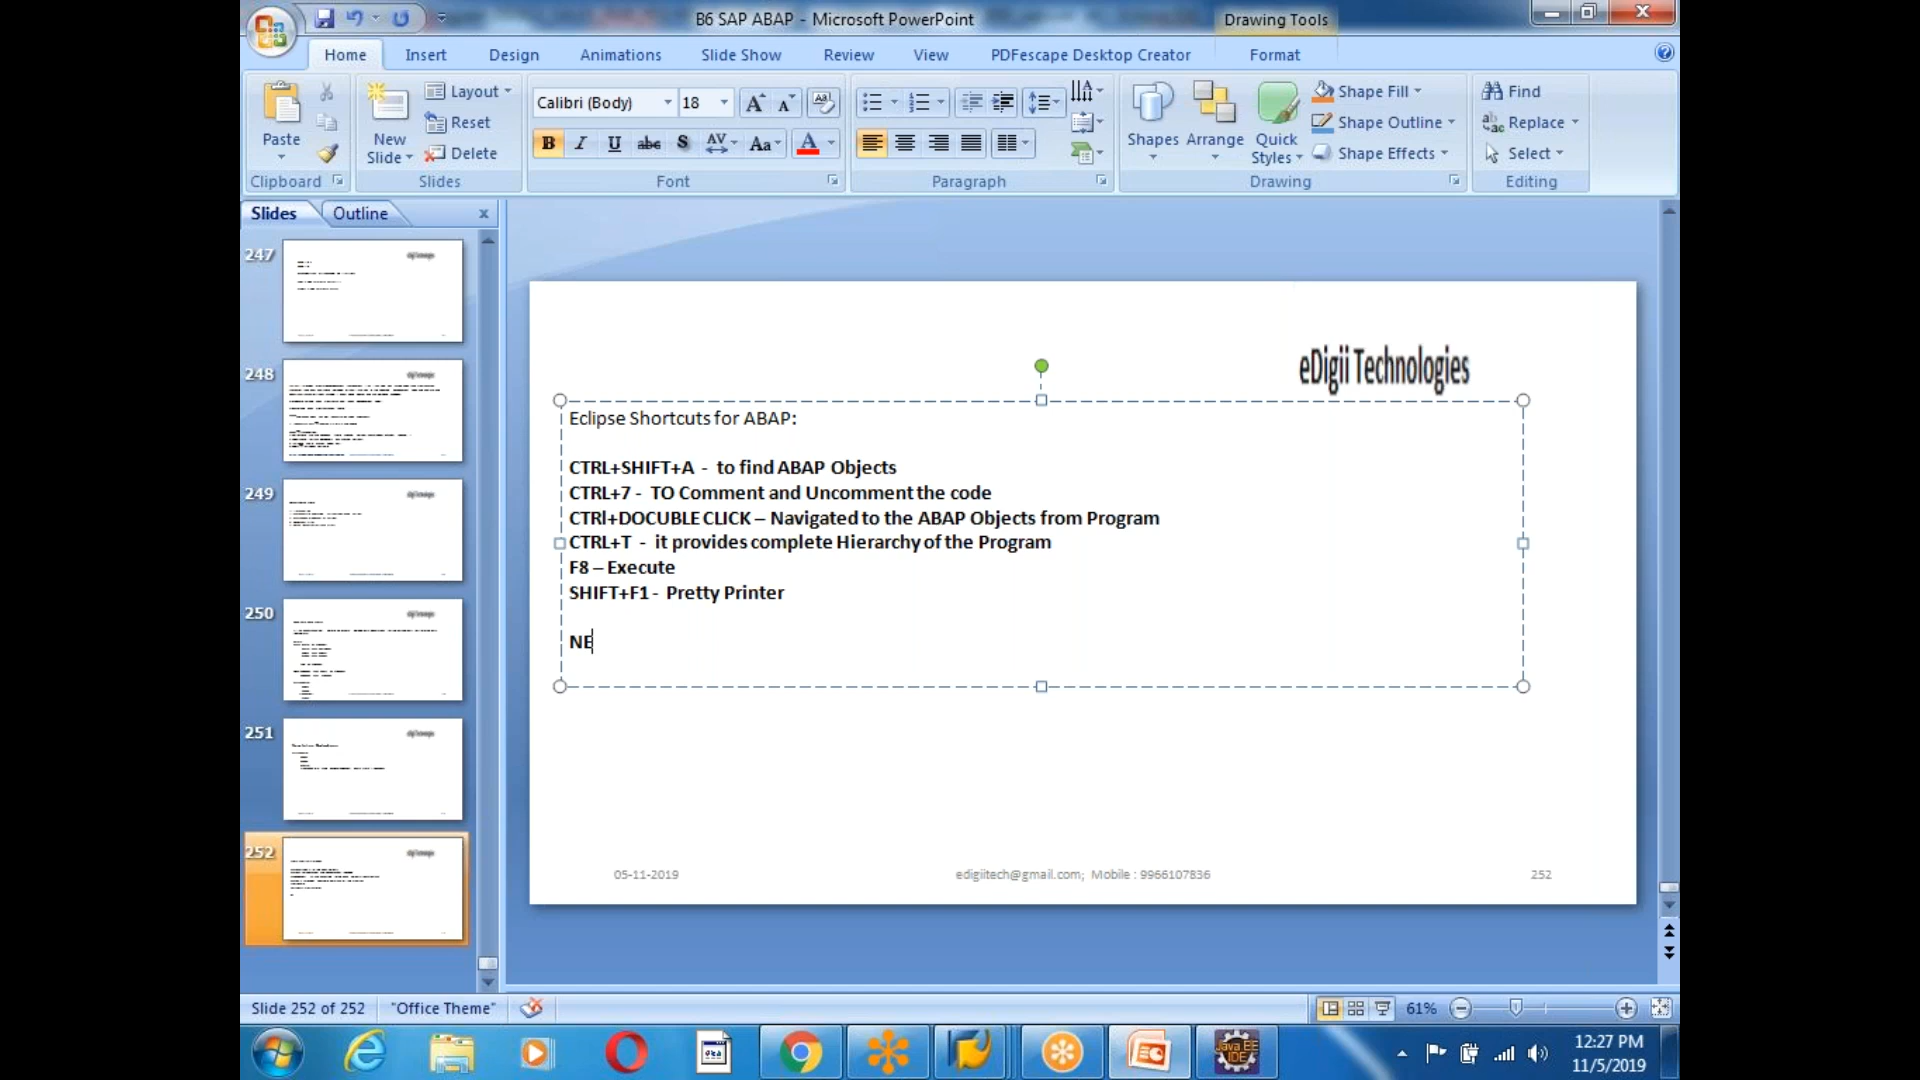 B6 SAP ABAP - Microsoft PowerPoint
Drawing Tools
Home
Insert
Design
Animations
Slide Show
Review
View
PDFescape Desktop Creator
Format
Paste
Clipboard
New
Slide
Layout
Reset
Delete
Slides
Calibri (Body)
18
B I U abc S AV Aa A
Font
Paragraph
Shapes
Arrange
Quick
Styles
Shape Fill
Shape Outline
Shape Effects
Drawing
Find
Replace
Select
Editing
Slides
Outline
x
247
248
249
250
251
252
eDigii Technologies
Eclipse Shortcuts for ABAP:
CTRL+SHIFT+A - to find ABAP Objects
CTRL+7 - TO Comment and Uncomment the code
CTRl+DOCUBLE CLICK – Navigated to the ABAP Objects from Program
CTRL+T - it provides complete Hierarchy of the Program
F8 – Execute
SHIFT+F1 - Pretty Printer
NE
05-11-2019
edigiitech@gmail.com; Mobile : 9966107836
252
Slide 252 of 252
"Office Theme"
61%
Java EE
IDE
12:27 PM
11/5/2019